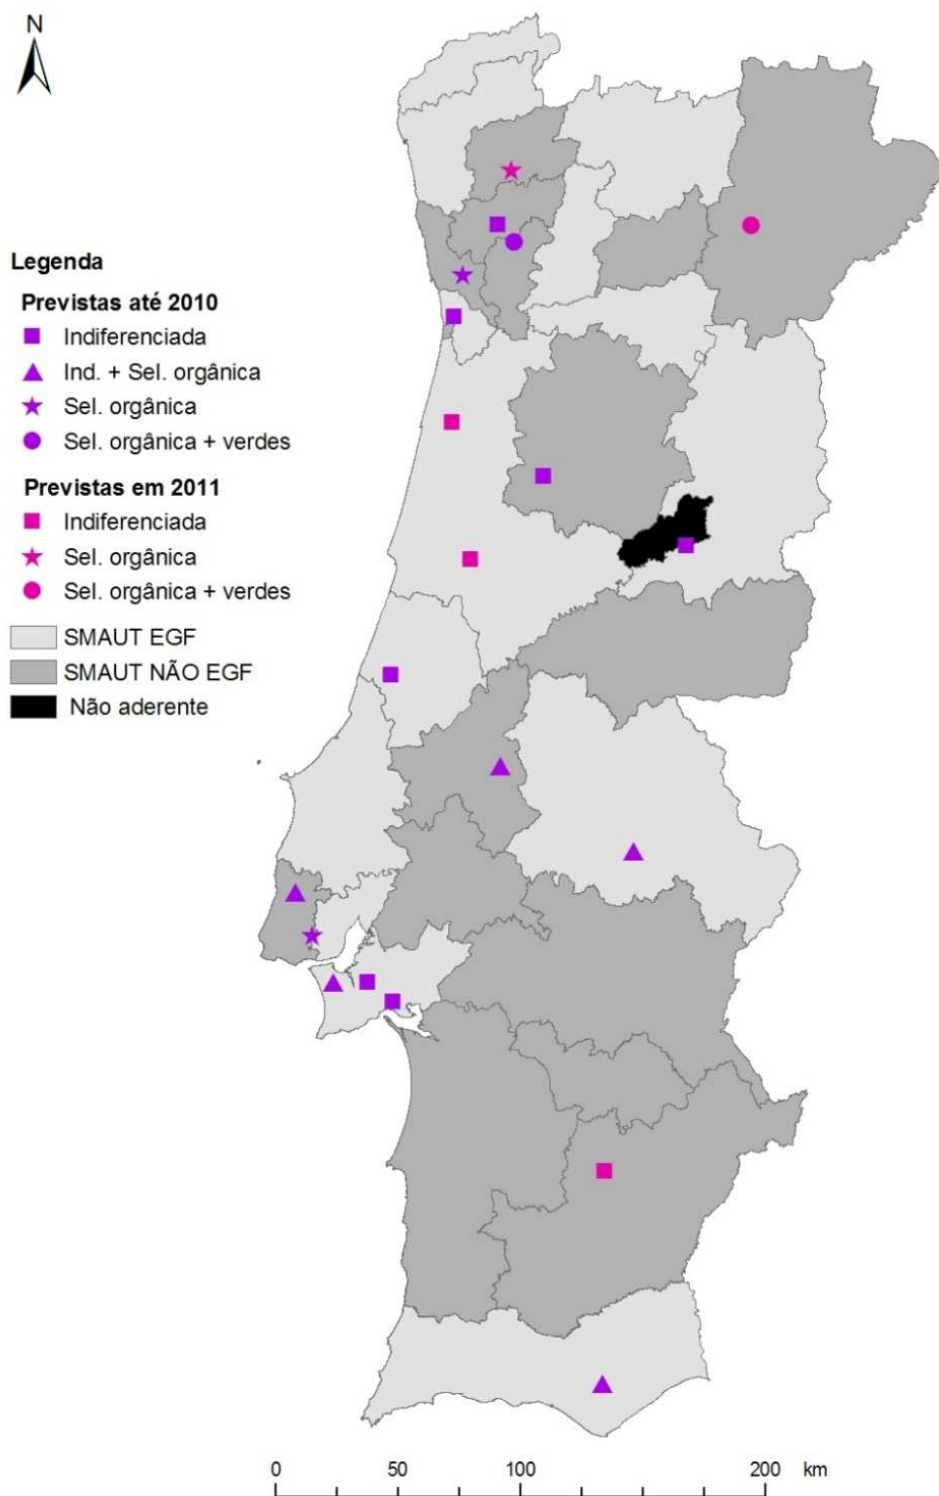 N
Legenda
Previstas até 2010
Indiferenciada
Ind. + Sel. orgânica
Sel. orgânica
Sel. orgânica + verdes
Previstas em 2011
Indiferenciada
Sel. orgânica
Sel. orgânica + verdes
SMAUT EGF
SMAUT NÃO EGF
Não aderente
0 50 100 200 km